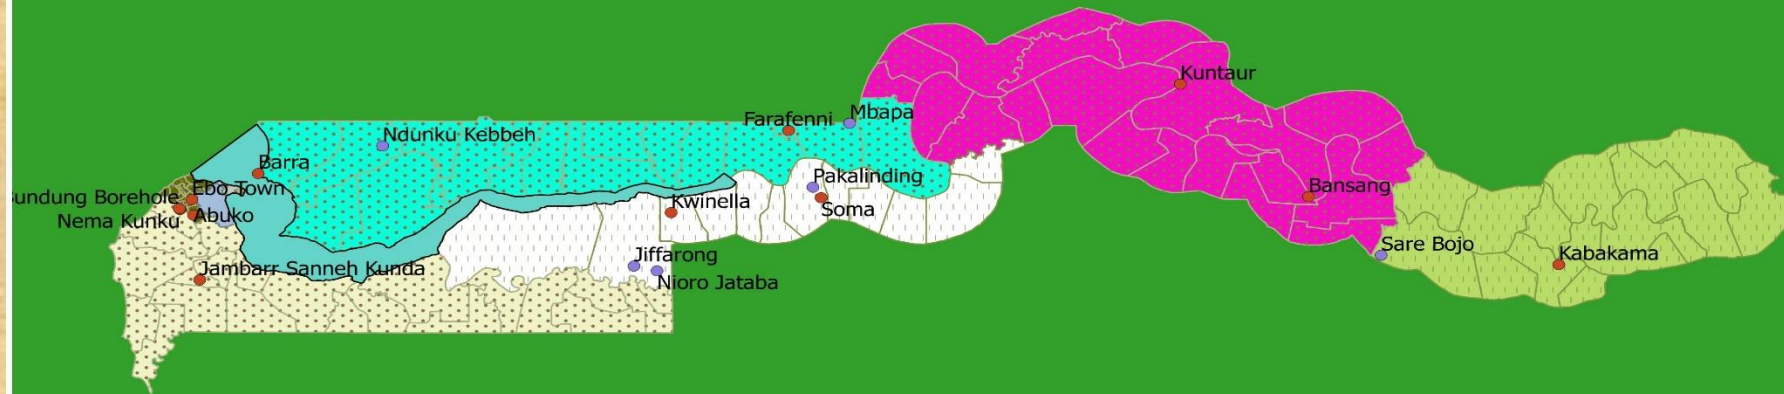 Kuntaur
Farafenni
Mbapa
Ndunku Kebbeh
Barra
Pakalinding
Ebo Town
Bansang
Borehole
Kwinella
Soma
Nema Kunku
Abuko
Sare Bojo
Jiffarong
Kabakama
Jambarr Sanneh Kunda
Nioro Jataba